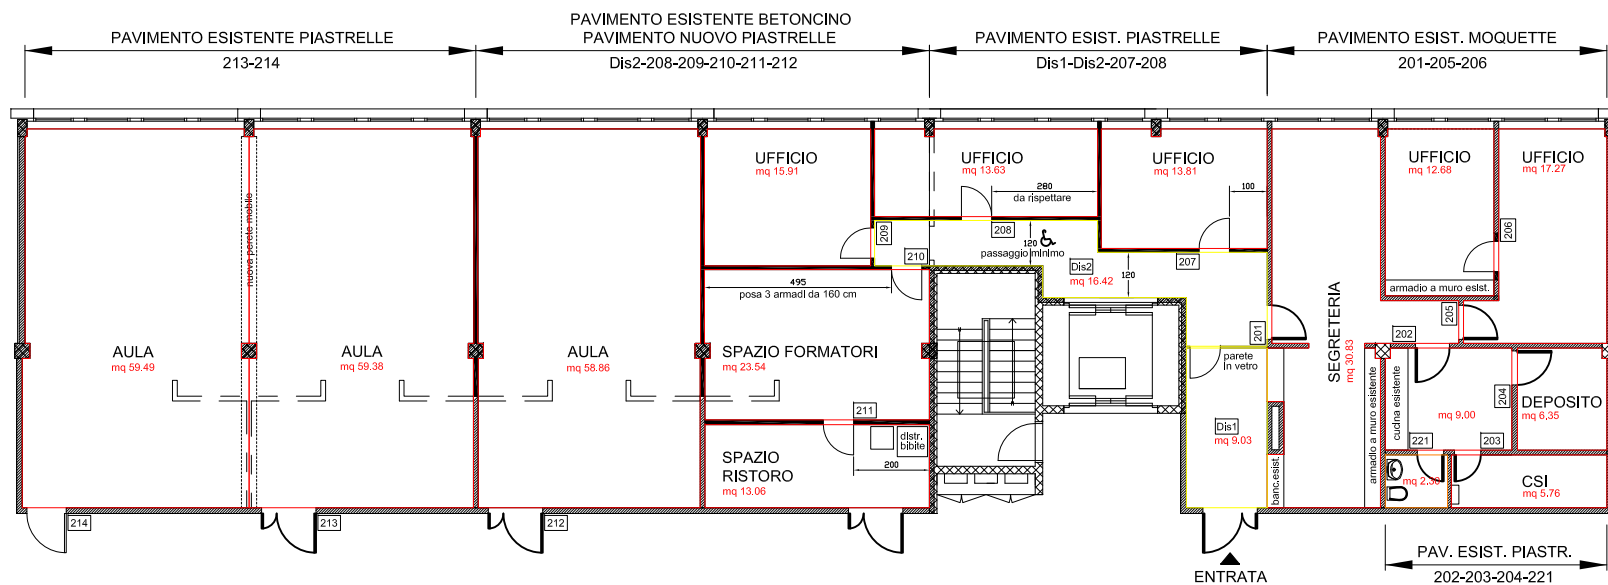 PAVIMENTO ESISTENTE BETONCINO
PAVIMENTO ESISTENTE PIASTRELLE
PAVIMENTO NUOVO PIASTRELLE
PAVIMENTO ESIST. PIASTRELLE
PAVIMENTO ESIST. MOQUETTE
213-214
Dis2-208-209-210-211-212
Dis1-Dis2-207-208
201-205-206
UFFICIO
mq 15.91
UFFICIO
mq 13.63
UFFICIO
mq 13.81
UFFICIO
mq 12.68
UFFICIO
mq 17.27
280
da rispettare
100
nuova parete mobile
209
208
206
120
passaggio minimo
210
207
Dis2
mq 16.42
120
495
posa 3 armadi da 160 cm
armadio a muro esist.
205
201
202
SEGRETERIA
mq 30.83
AULA
mq 59.49
AULA
mq 59.38
AULA
mq 58.86
SPAZIO FORMATORI
mq 23.54
parete
in vetro
armadio a muro esistente
cucina esistente
204
mq 9,00
DEPOSITO
mq 6,35
211
distr.
bibite
Dis1
mq 9.03
221
203
SPAZIO
RISTORO
mq 13.06
200
banc.esist.
mq 2.30
CSI
mq 5.76
214
213
212
ENTRATA
PAV. ESIST. PIASTR.
202-203-204-221